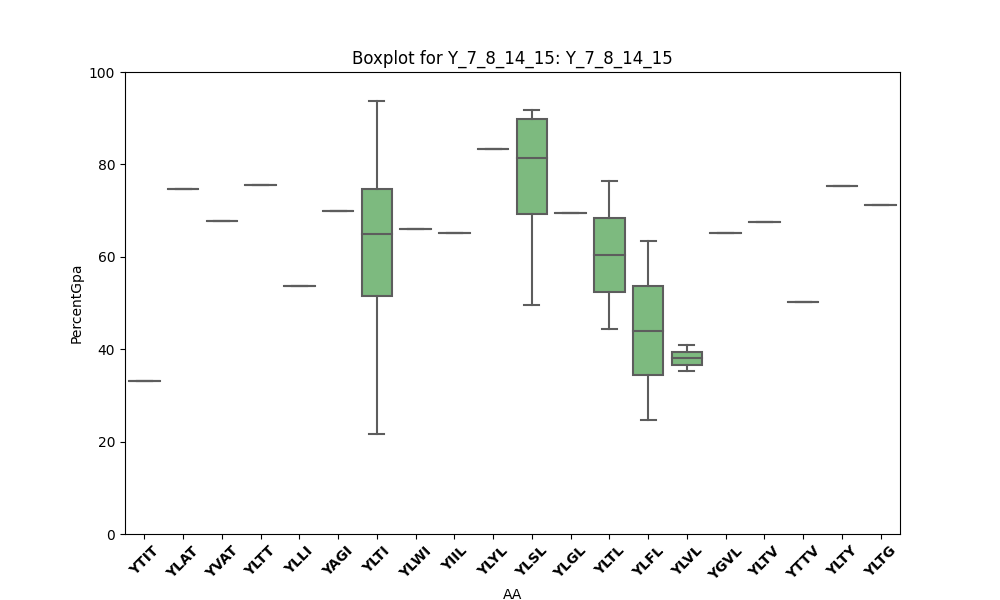 Boxplot for Y_7_8_14_15: Y_7_8_14_15
100
80
60
40
20
0
PercentGpa
YTIT YLAT YVAT YLTT YLLI YAGI YLTI YLWI YIIL YLYL YLSL YLGL YLTL YLFL YLVL YGVL YLTV YTTV YLTY YLTG
AA